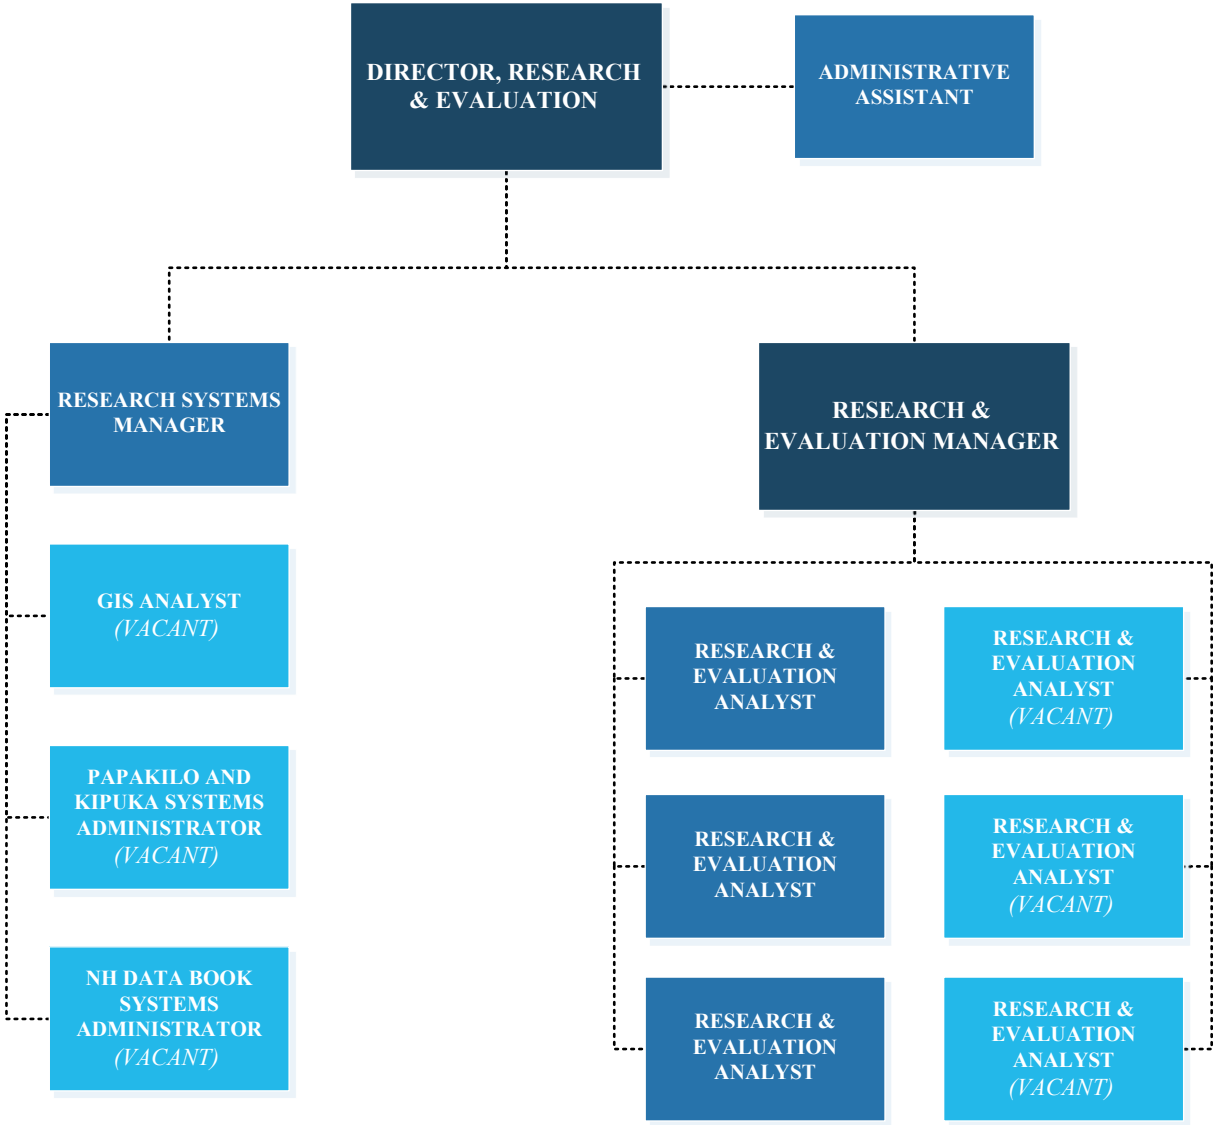 DIRECTOR, RESEARCH
& EVALUATION
ADMINISTRATIVE
ASSISTANT
RESEARCH SYSTEMS
MANAGER
RESEARCH &
EVALUATION MANAGER
GIS ANALYST
(VACANT)
PAPAKILO AND
KIPUKA SYSTEMS
ADMINISTRATOR
(VACANT)
NH DATA BOOK
SYSTEMS
ADMINISTRATOR
(VACANT)
RESEARCH &
EVALUATION
ANALYST
RESEARCH &
EVALUATION
ANALYST
(VACANT)
RESEARCH &
EVALUATION
ANALYST
RESEARCH &
EVALUATION
ANALYST
(VACANT)
RESEARCH &
EVALUATION
ANALYST
RESEARCH &
EVALUATION
ANALYST
(VACANT)